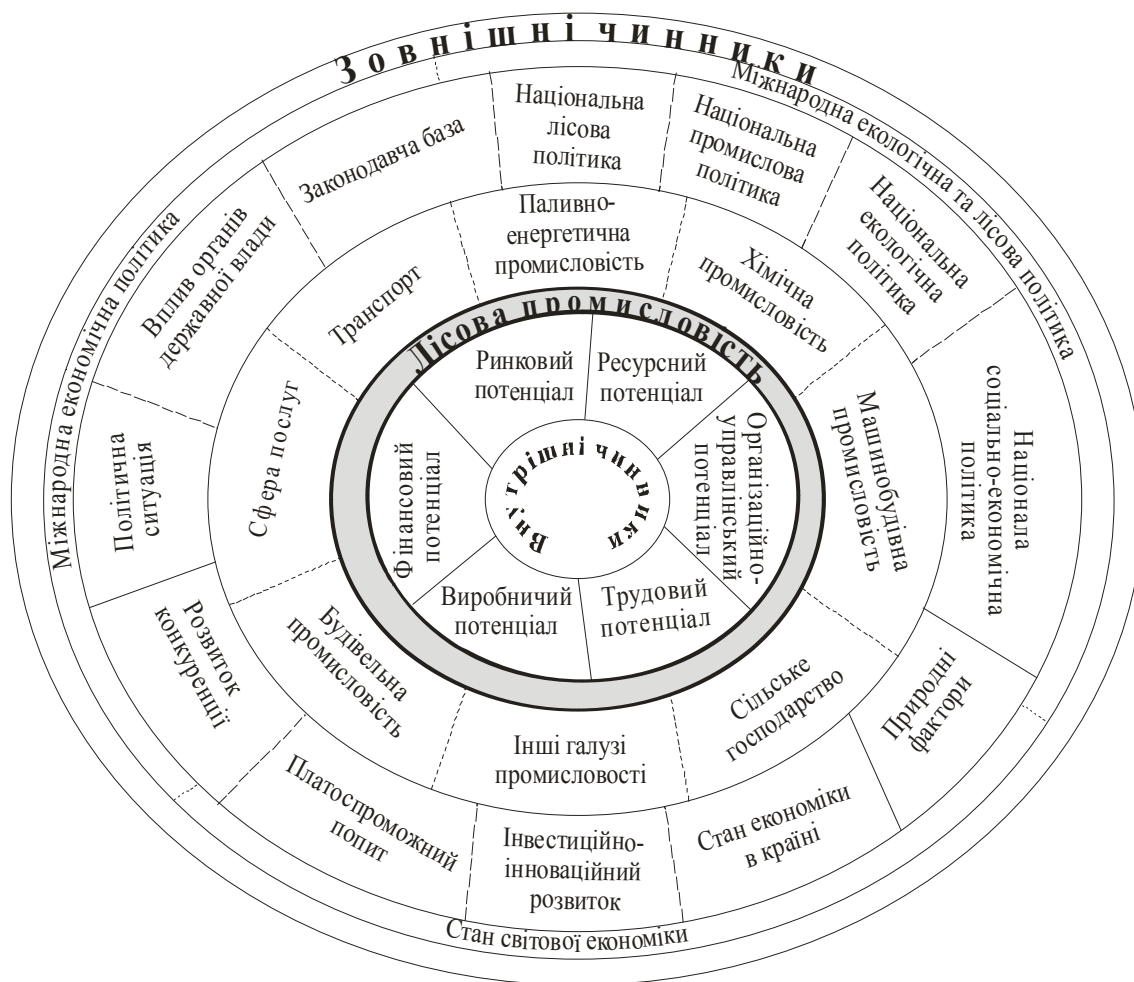 Зовнішні чинники
Міжнародна екологічна та лісова політика
Міжнародна економічна політика
Стан світової економіки
Національна
лісова
політика
Національна
промислова
політика
Національна
екологічна
політика
Націонала
соціально-економічна
політика
Природні
фактори
Стан економіки
в країні
Інвестиційно-
інноваційний
розвиток
Платоспроможний
попит
Розвиток
конкуренції
Політична
ситуація
Вплив органів
державної влади
Законодавча база
Паливно-
енергетична
промисловість
Хімічна
промисловість
Машинобудівна
промисловість
Сільське
господарство
Інші галузі
промисловості
Будівельна
промисловість
Сфера послуг
Транспорт
Лісова промисловість
Ринковий
потенціал
Ресурсний
потенціал
Організаційно-
управлінський
потенціал
Трудовий
потенціал
Виробничий
потенціал
Фінансовий
потенціал
Внутрішні чинники